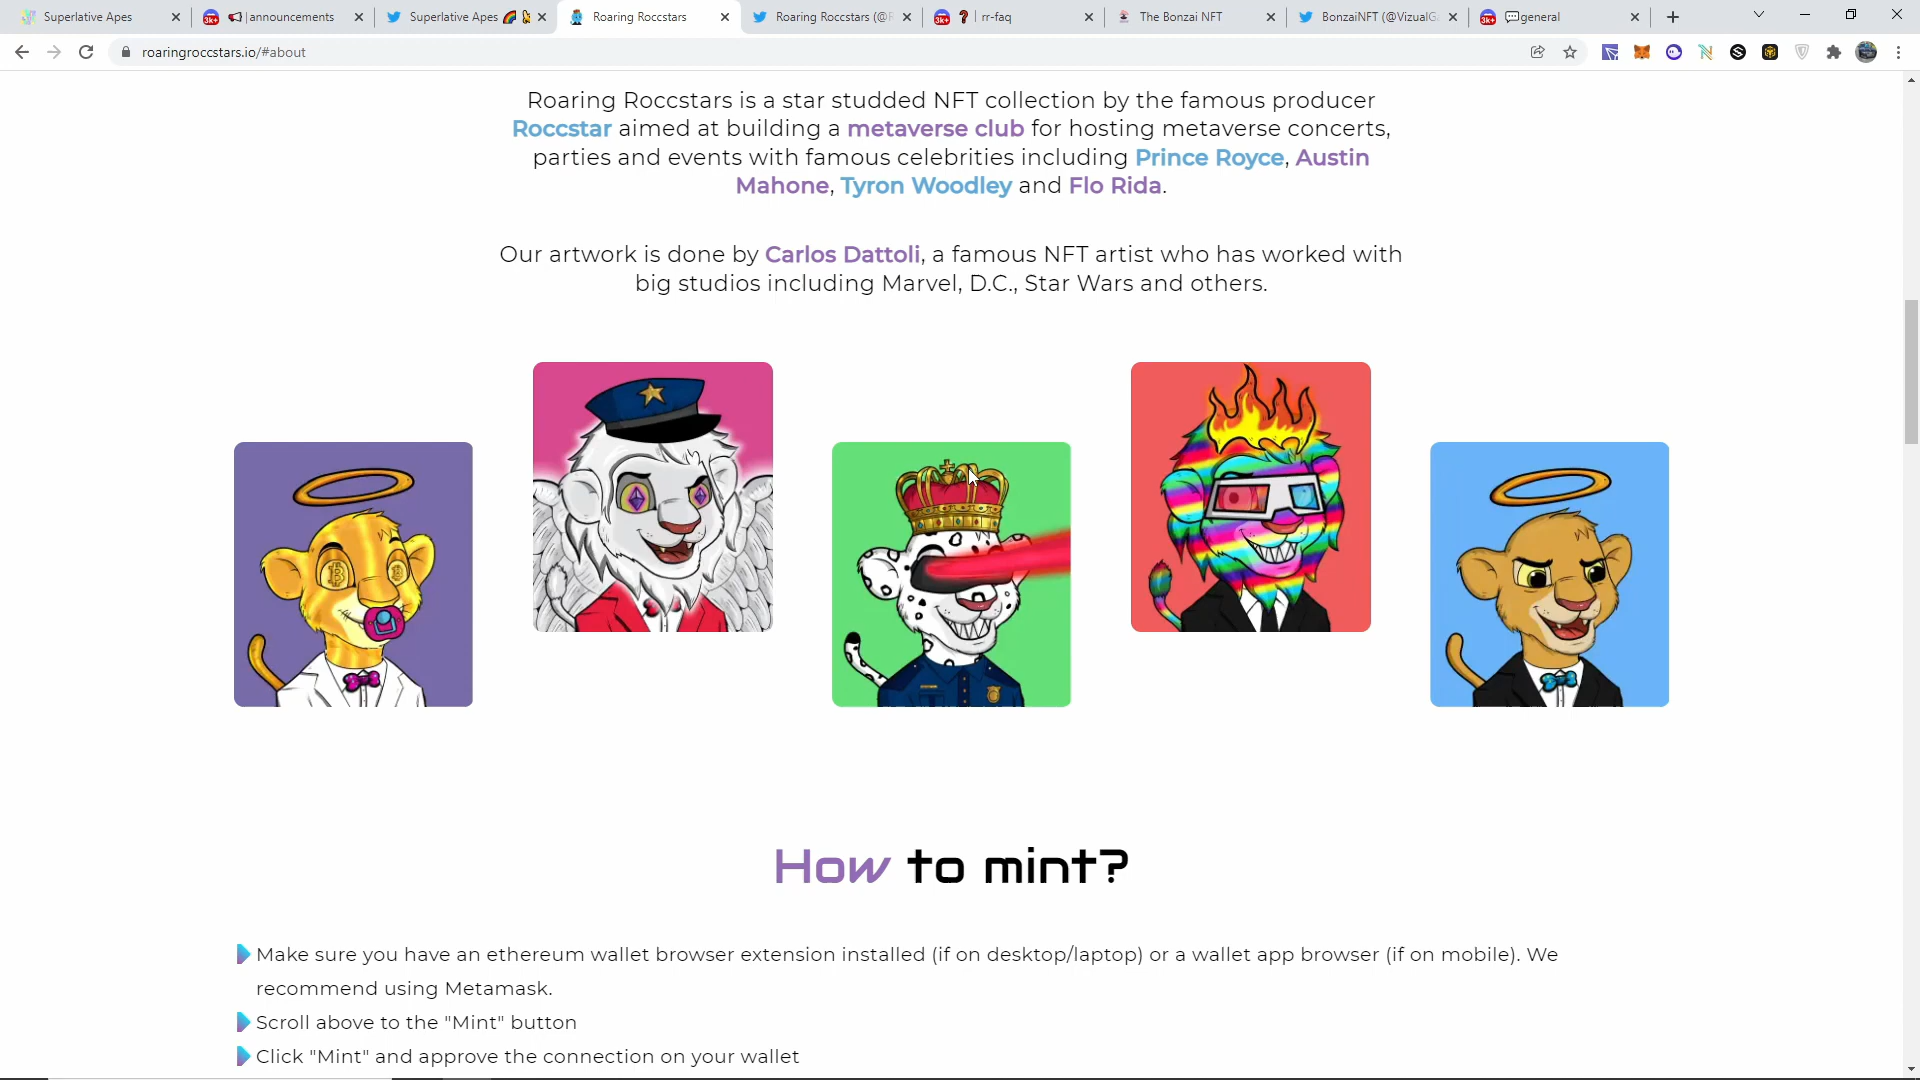 Superlative Apes
announcements
Superlative Apes
Roaring Roccstars
Roaring Roccstars (@R
rr-faq
The Bonzai NFT
BonzaiNFT (@VizualG
general
roaringroccstars.io/#about
Roaring Roccstars is a star studded NFT collection by the famous producer
Roccstar aimed at building a metaverse club for hosting metaverse concerts,
parties and events with famous celebrities including Prince Royce, Austin
Mahone, Tyron Woodley and Flo Rida.
Our artwork is done by Carlos Dattoli, a famous NFT artist who has worked with
big studios including Marvel, D.C., Star Wars and others.
How to mint?
Make sure you have an ethereum wallet browser extension installed (if on desktop/laptop) or a wallet app browser (if on mobile). We
recommend using Metamask.
Scroll above to the "Mint" button
Click "Mint" and approve the connection on your wallet